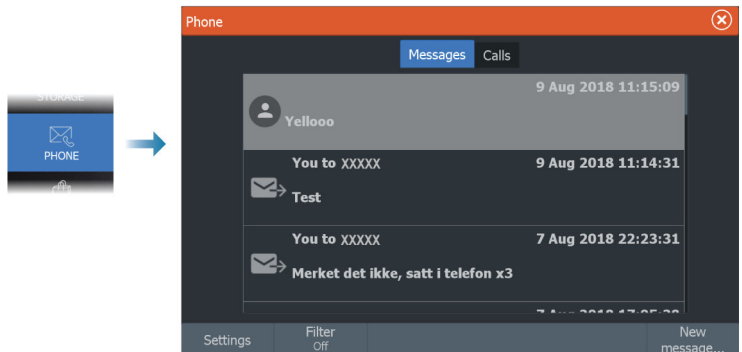 Phone
Messages Calls
STORAGE
9 Aug 2018 11:15:09
Yellooo
PHONE
You to XXXXX 9 Aug 2018 11:14:31
Test
You to XXXXX 7 Aug 2018 22:23:31
Merket det ikke, satt i telefon x3
Settings
Filter
Off
New
message...